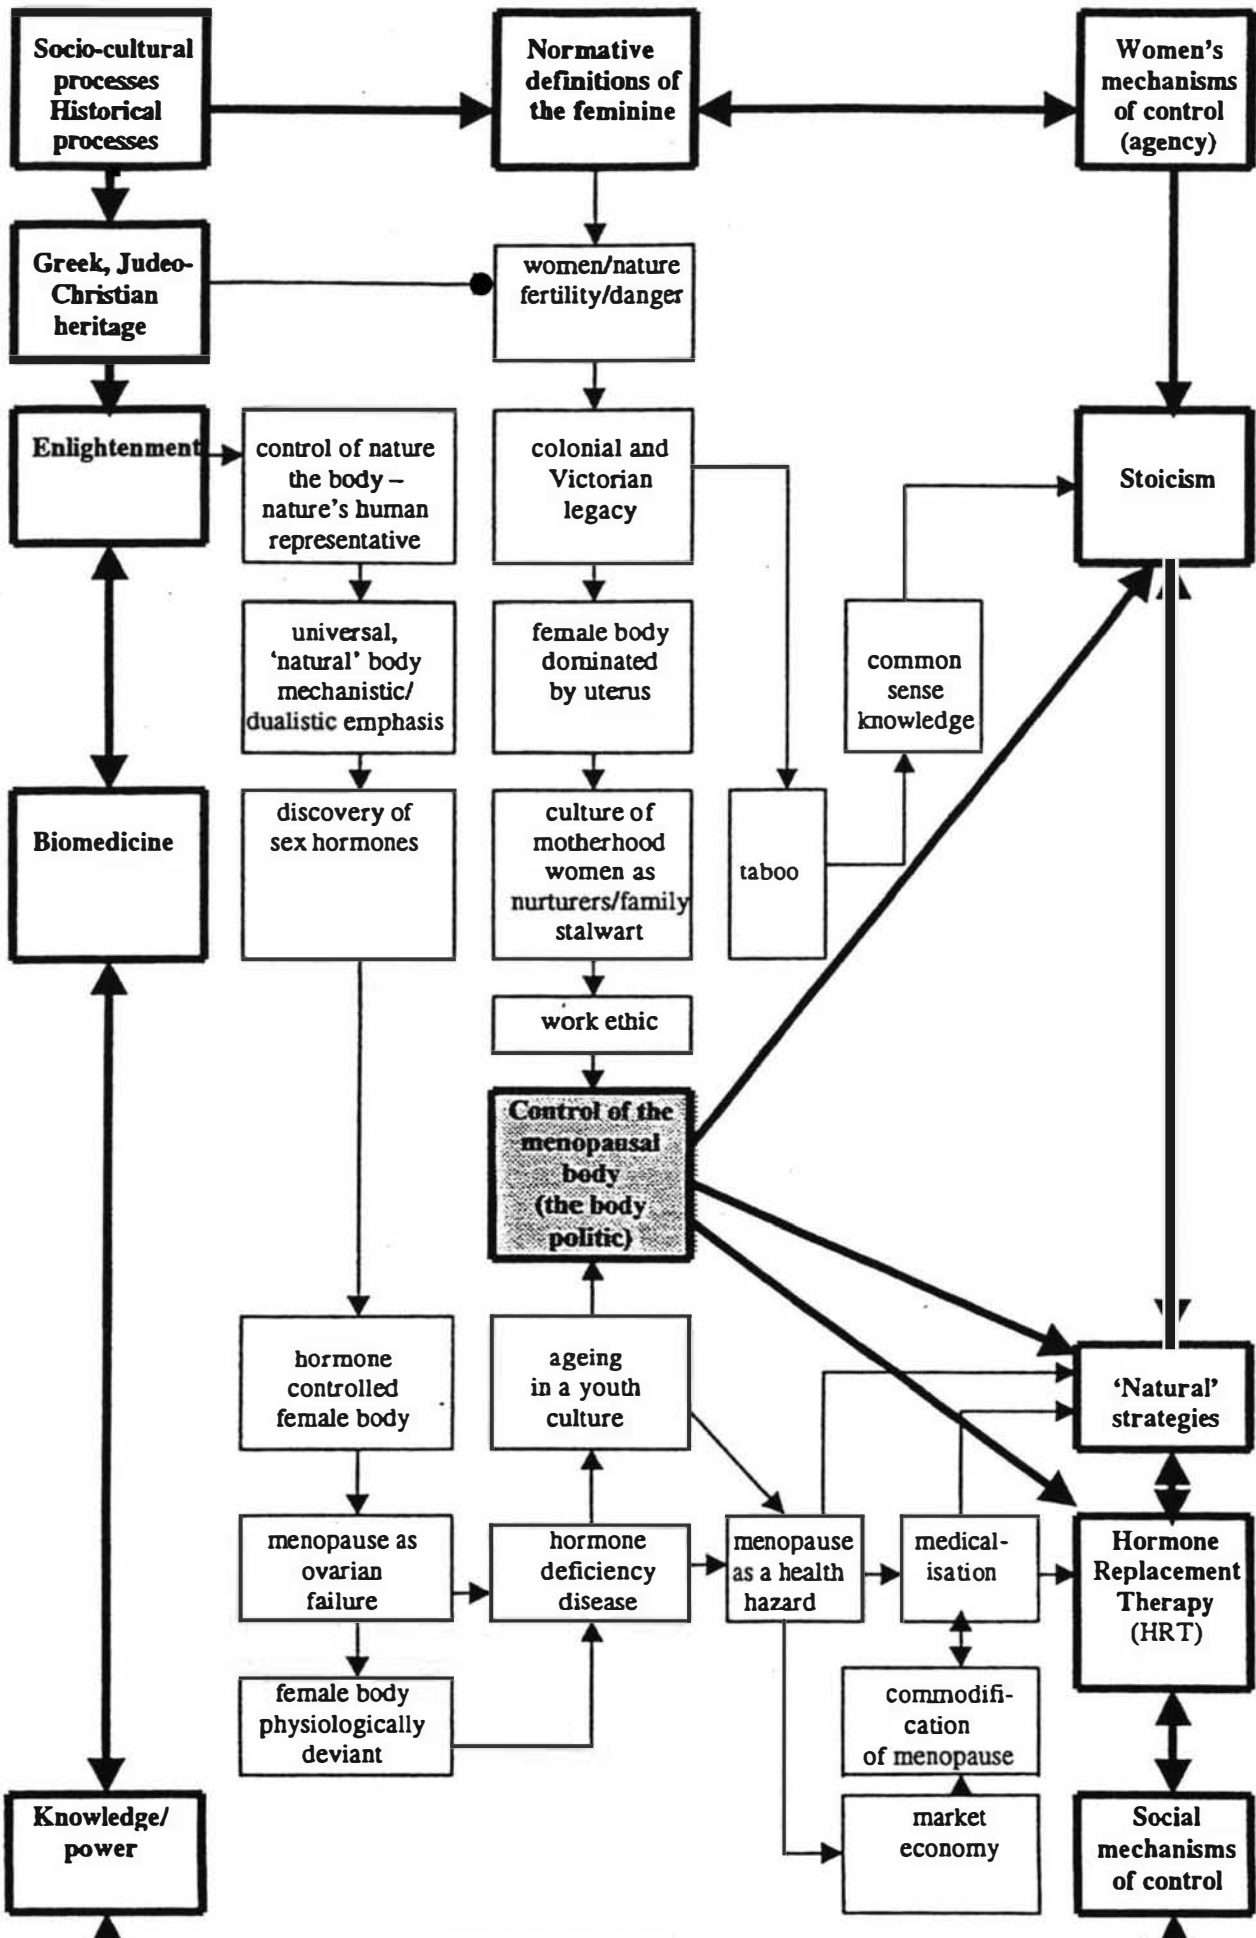 Socio-cultural
processes
Historical
processes
Normative
definitions of
the feminine
Women's
mechanisms
of control
(agency)
Greek, Judeo-
Christian
heritage
women/nature
fertility/danger
Enlightenment
control of nature
the body –
nature's human
representative
colonial and
Victorian
legacy
Stoicism
universal,
'natural' body
mechanistic/
dualistic emphasis
female body
dominated
by uterus
common
sense
knowledge
Biomedicine
discovery of
sex hormones
culture of
motherhood
women as
nurturers/family
stalwart
taboo
work ethic
Control of the
menopausal
body
(the body
politic)
hormone
controlled
female body
ageing
in a youth
culture
'Natural'
strategies
menopause as
ovarian
failure
hormone
deficiency
disease
menopause
as a health
hazard
medical-
isation
Hormone
Replacement
Therapy
(HRT)
female body
physiologically
deviant
commodifi-
cation
of menopause
Knowledge/
power
market
economy
Social
mechanisms
of control